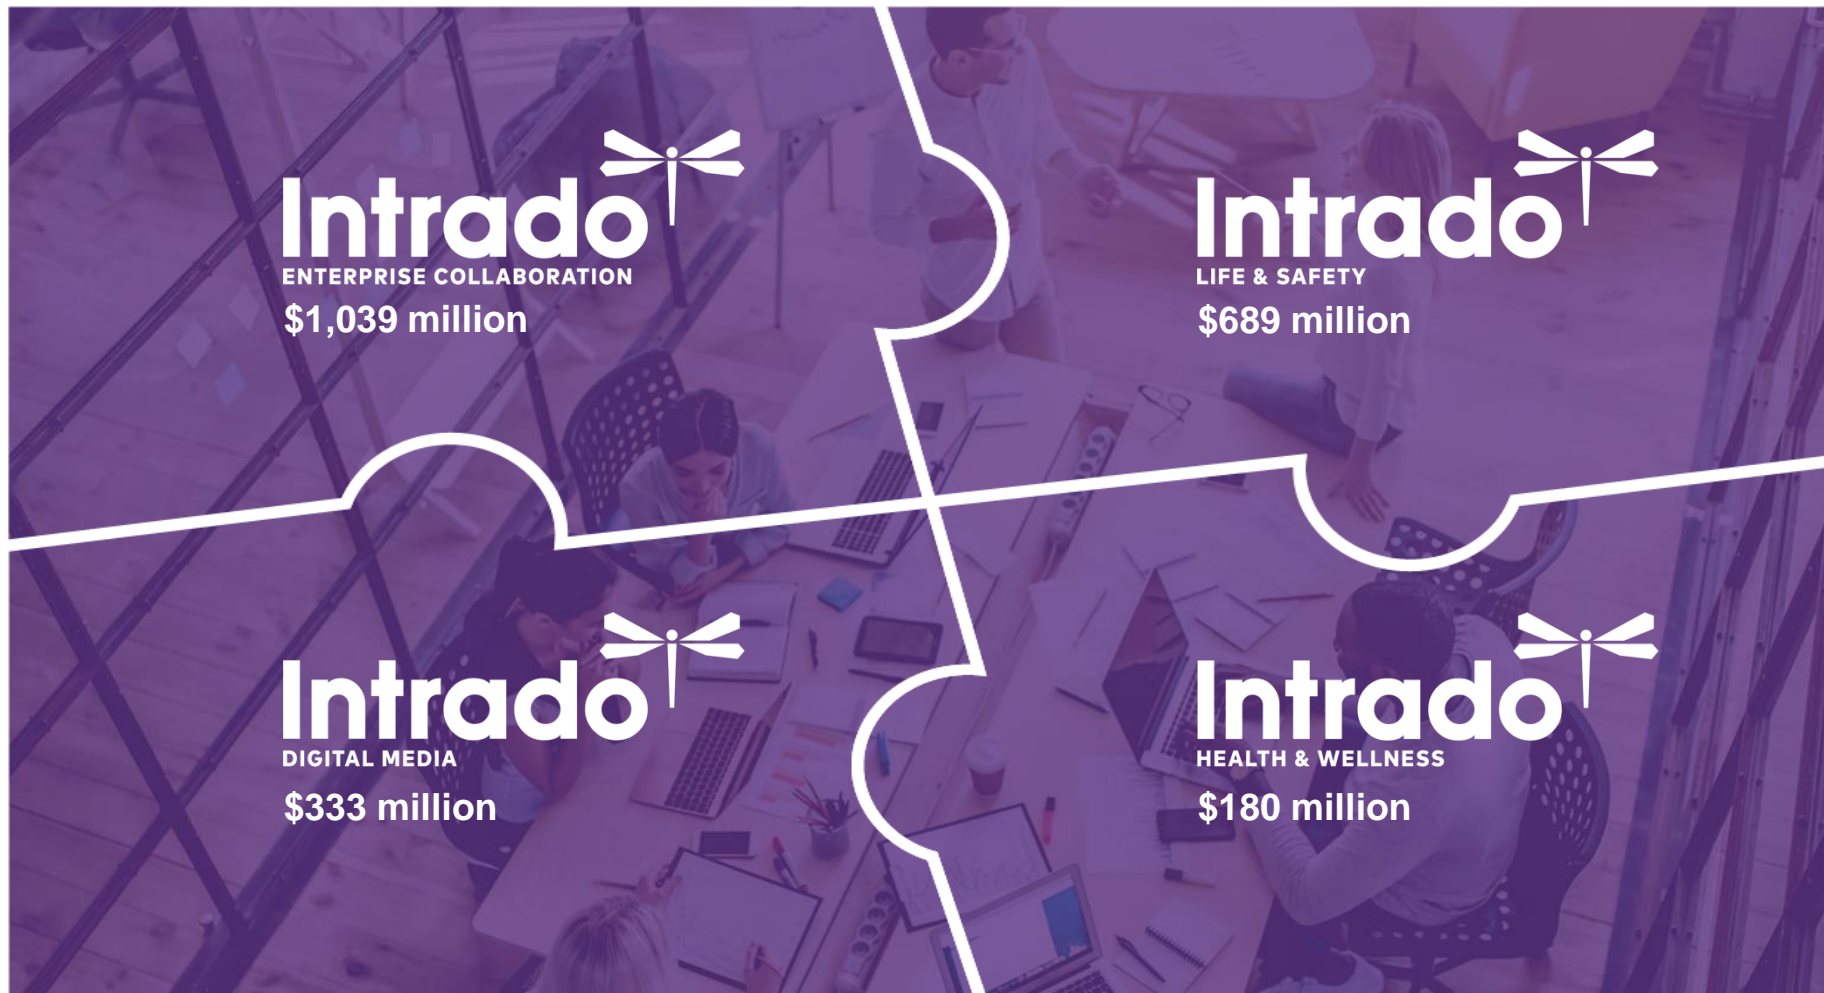 Intrado
ENTERPRISE COLLABORATION
$1,039 million
Intrado
LIFE & SAFETY
$689 million
Intrado
DIGITAL MEDIA
$333 million
Intrado
HEALTH & WELLNESS
$180 million